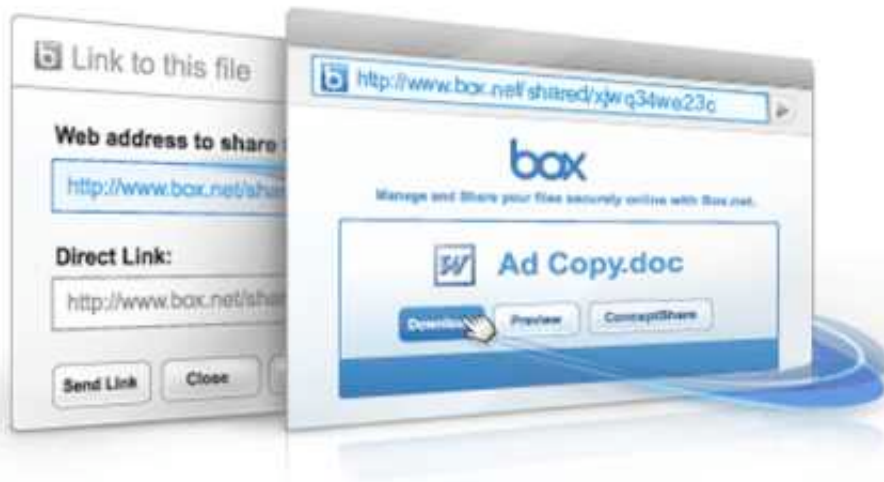 Link to this file
Web address to share
http://www.box.net/shar
Direct Link:
http://www.box.net/shar
Send Link
Close
http://www.box.net/shared/xjwq34we23c
box
Manage and Share your files securely online with Box.net.
W
Ad Copy.doc
Download
Preview
ConceptShare